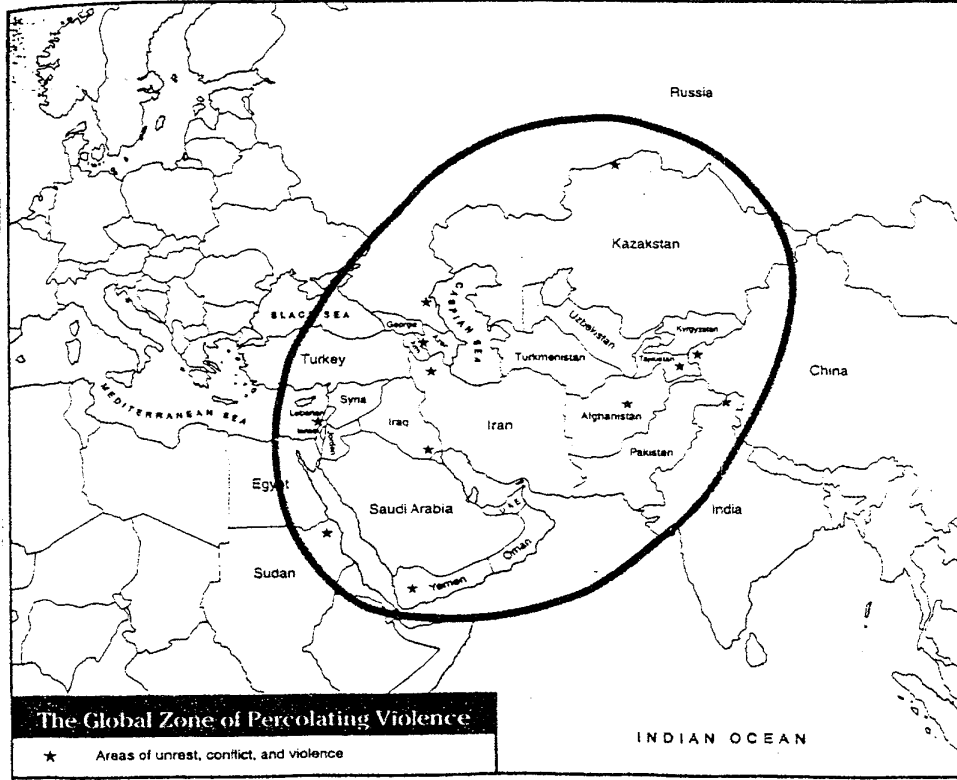 Russia
Kazakstan
CASPIAN SEA
BLACK SEA
Georgia
Uzbekistan
Kyrgyzstan
Turkey
Turkmenistan
China
MEDITERRANEAN SEA
Syria
Lebanon
Israel
Jordan
Iraq
Iran
Afghanistan
Pakistan
Egypt
Saudi Arabia
U.A.E.
India
Oman
Sudan
Yemen
The Global Zone of Percolating Violence
★ Areas of unrest, conflict, and violence
INDIAN OCEAN